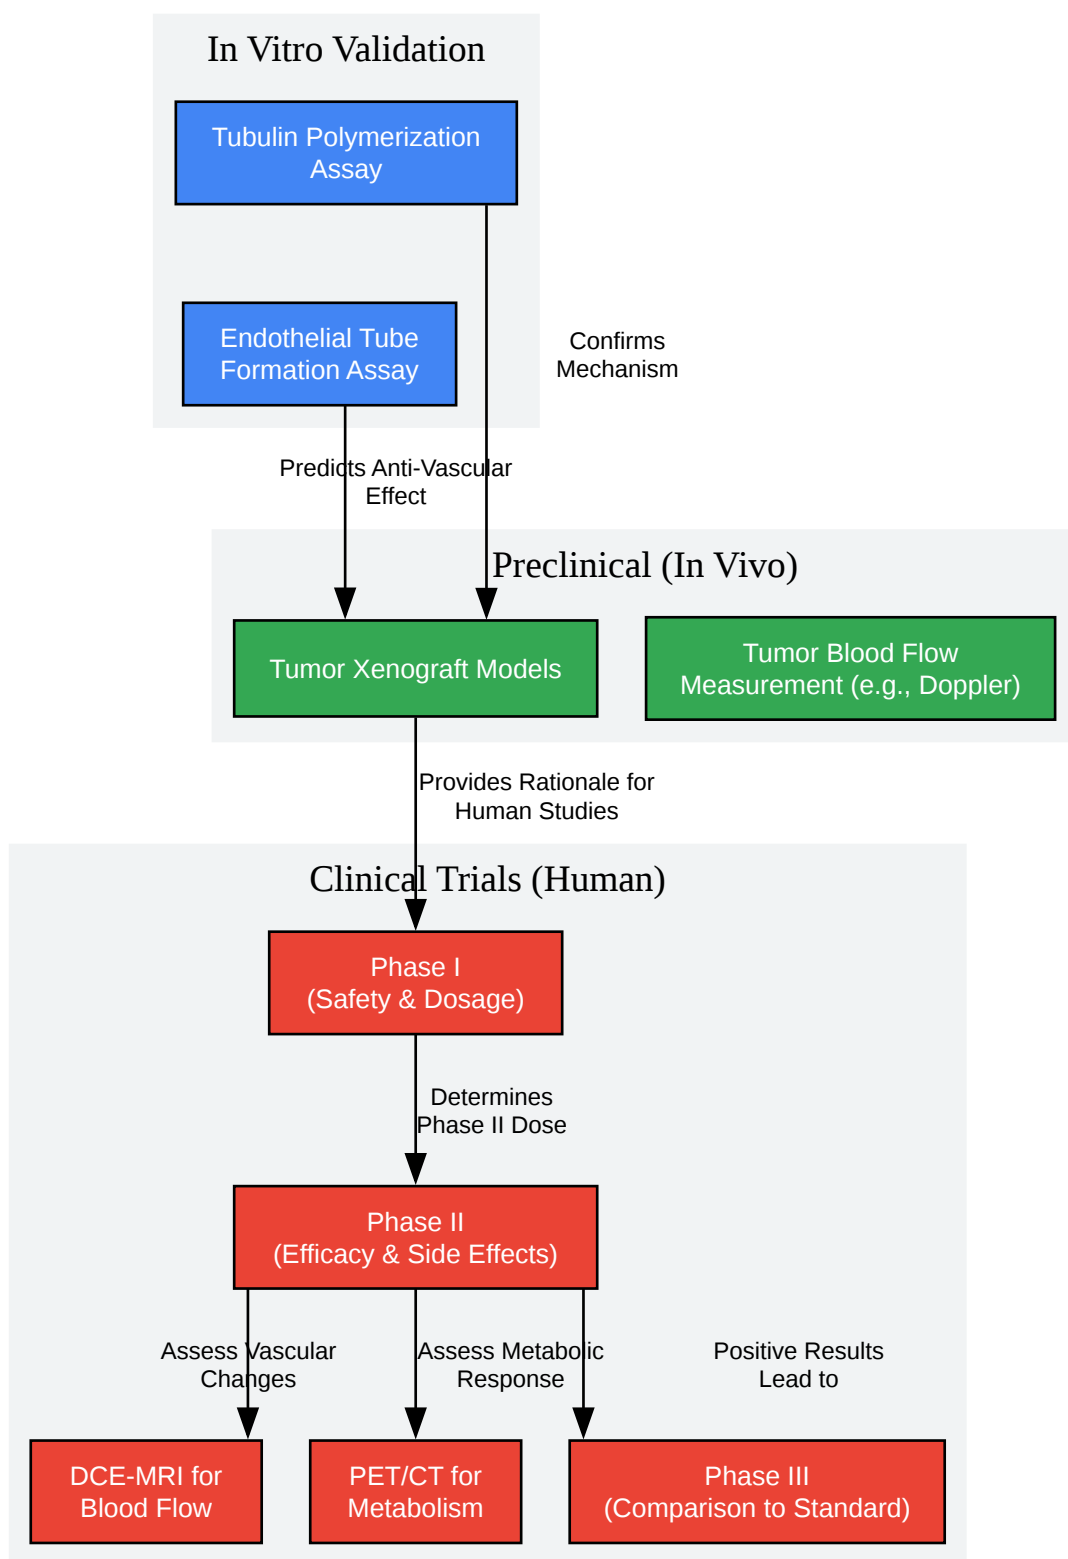 In Vitro Validation
Tubulin Polymerization
Assay
Endothelial Tube
Formation Assay
Confirms
Mechanism
Predicts Anti-Vascular
Effect
Preclinical (In Vivo)
Tumor Xenograft Models
Tumor Blood Flow
Measurement (e.g., Doppler)
Provides Rationale for
Human Studies
Clinical Trials (Human)
Phase I
(Safety & Dosage)
Determines
Phase II Dose
Phase II
(Efficacy & Side Effects)
Assess Vascular
Changes
Assess Metabolic
Response
Positive Results
Lead to
DCE-MRI for
Blood Flow
PET/CT for
Metabolism
Phase III
(Comparison to Standard)